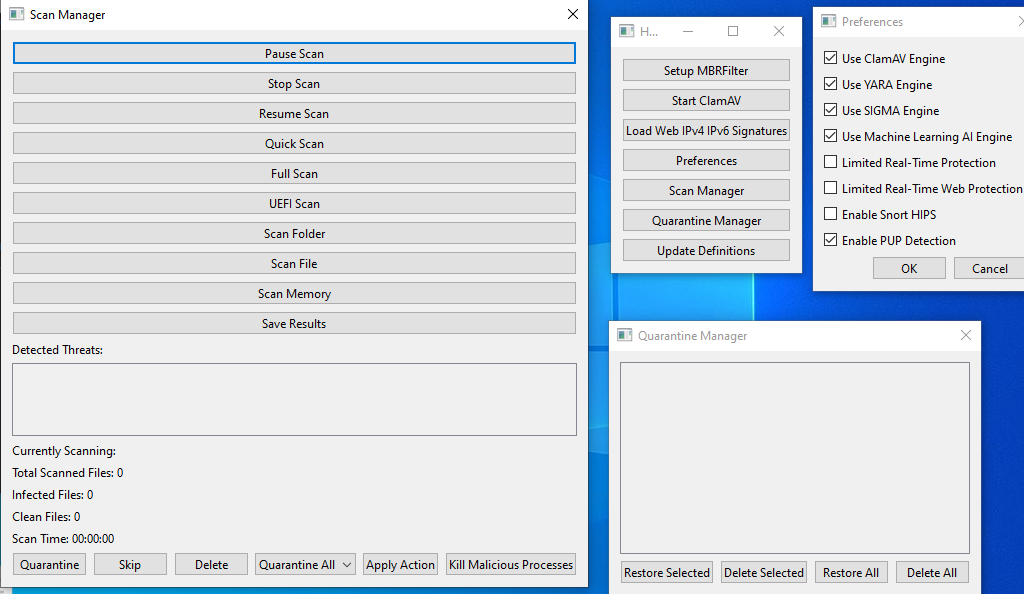 Scan Manager
Pause Scan
Stop Scan
Resume Scan
Quick Scan
Full Scan
UEFI Scan
Scan Folder
Scan File
Scan Memory
Save Results
Detected Threats:
Currently Scanning:
Total Scanned Files: 0
Infected Files: 0
Clean Files: 0
Scan Time: 00:00:00
Quarantine Skip Delete Quarantine All Apply Action Kill Malicious Processes
H...
Setup MBRFilter
Start ClamAV
Load Web IPv4 IPv6 Signatures
Preferences
Scan Manager
Quarantine Manager
Update Definitions
Preferences
Use ClamAV Engine
Use YARA Engine
Use SIGMA Engine
Use Machine Learning AI Engine
Limited Real-Time Protection
Limited Real-Time Web Protection
Enable Snort HIPS
Enable PUP Detection
OK Cancel
Quarantine Manager
Restore Selected Delete Selected Restore All Delete All